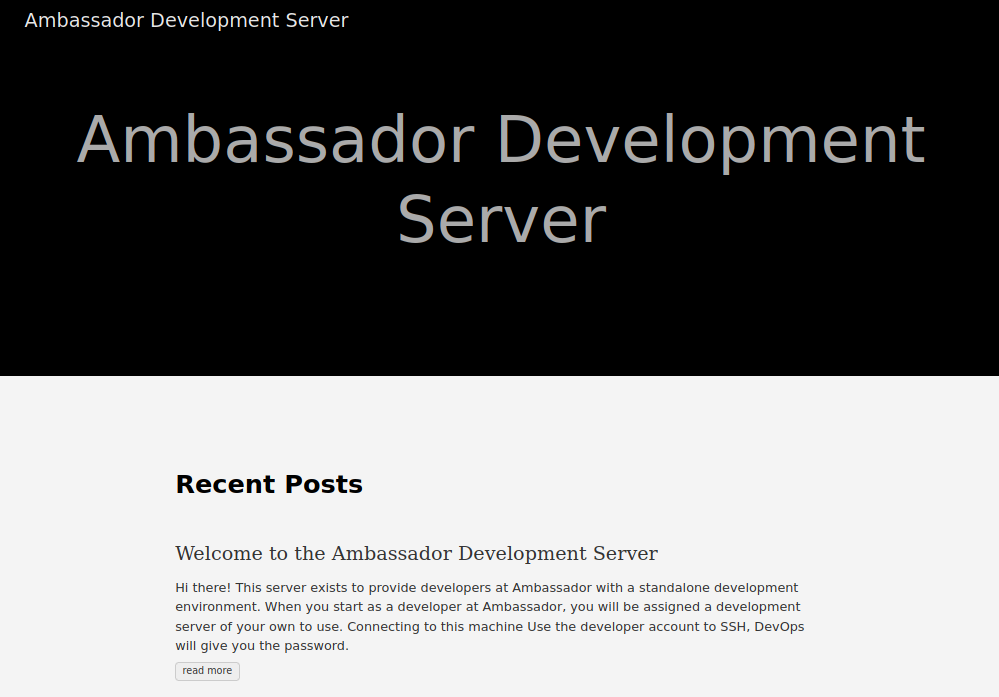 Ambassador Development Server
Ambassador Development
Server
Recent Posts
Welcome to the Ambassador Development Server
Hi there! This server exists to provide developers at Ambassador with a standalone development
environment. When you start as a developer at Ambassador, you will be assigned a development
server of your own to use. Connecting to this machine Use the developer account to SSH, DevOps
will give you the password.
read more